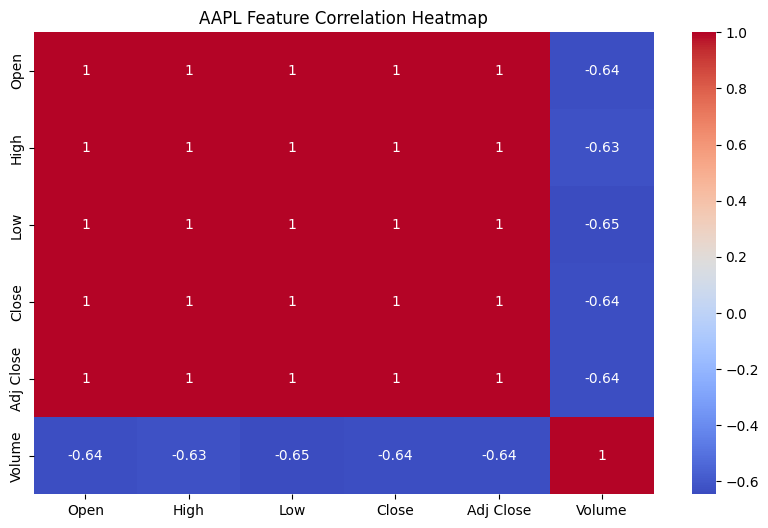 AAPL Feature Correlation Heatmap
Open 1 1 1 1 1 -0.64
High 1 1 1 1 1 -0.63
Low 1 1 1 1 1 -0.65
Close 1 1 1 1 1 -0.64
Adj Close 1 1 1 1 1 -0.64
Volume -0.64 -0.63 -0.65 -0.64 -0.64 1
Open High Low Close Adj Close Volume
1.0
0.8
0.6
0.4
0.2
0.0
−0.2
−0.4
−0.6